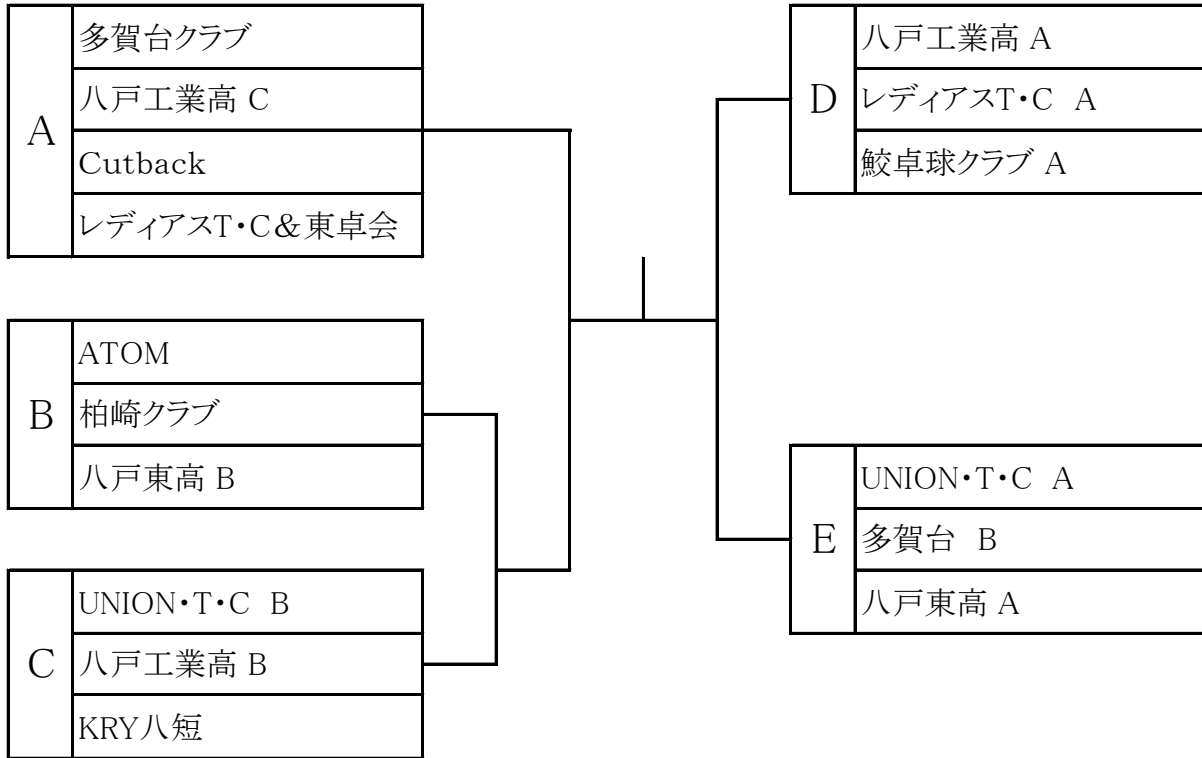 A
多賀台クラブ
八戸工業高 C
Cutback
レディアスT・C&東卓会
B
ATOM
柏崎クラブ
八戸東高 B
C
UNION・T・C B
八戸工業高 B
KRY八短
D
八戸工業高 A
レディアスT・C A
鮫卓球クラブ A
E
UNION・T・C A
多賀台 B
八戸東高 A